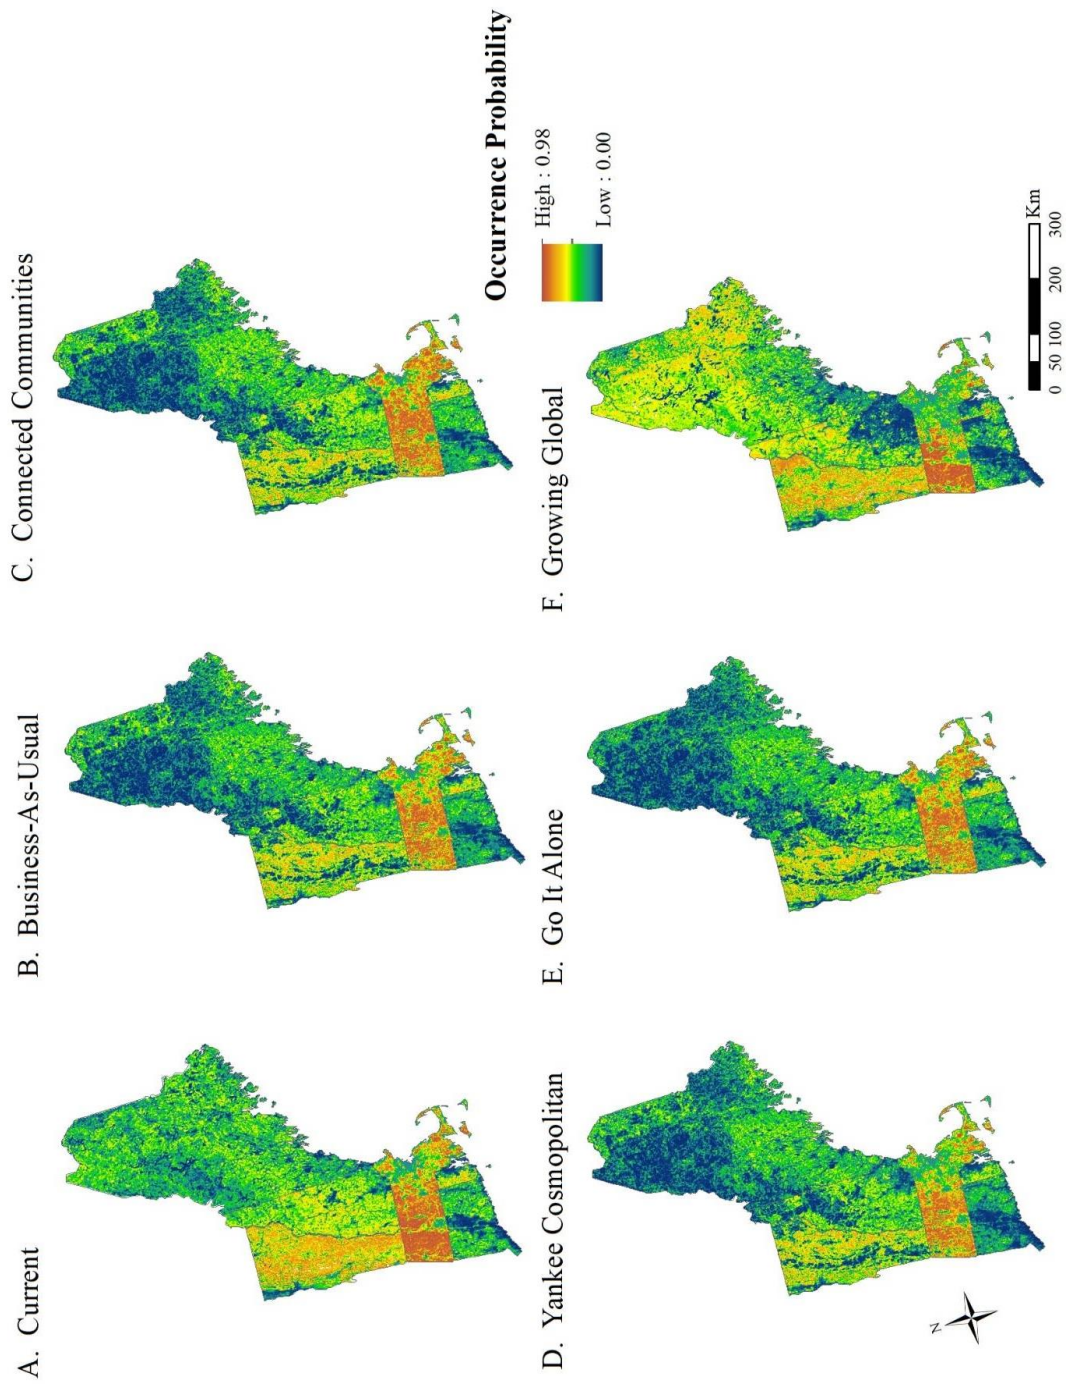 A. Current
B. Business-As-Usual
C. Connected Communities
D. Yankee Cosmopolitan
E. Go It Alone
F. Growing Global
Occurrence Probability
High : 0.98
Low : 0.00
N
0 50 100 200 300
Km